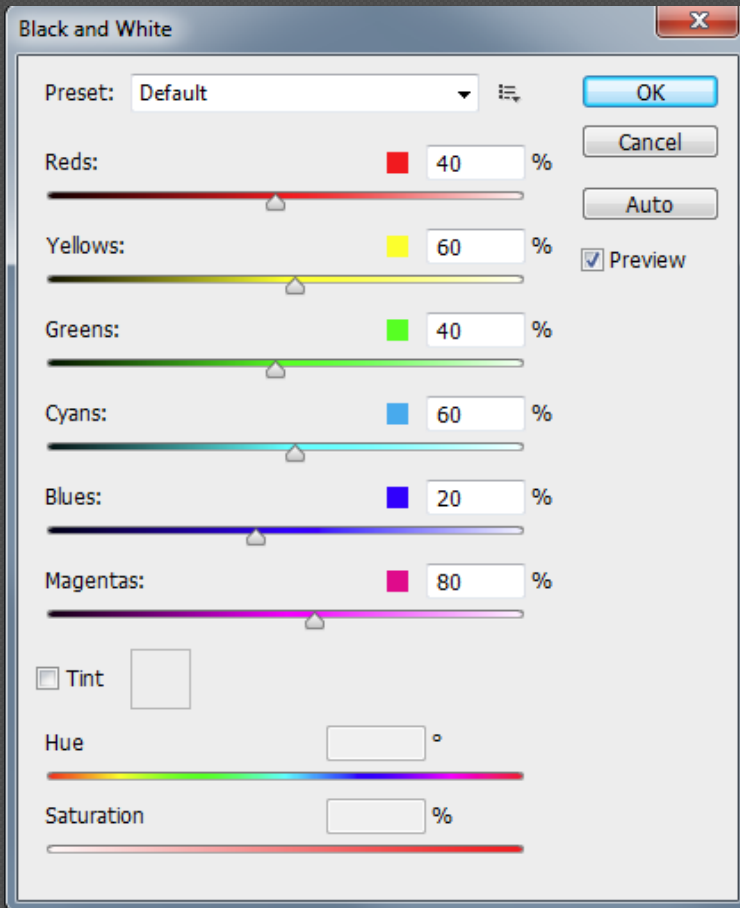 Black and White
Preset: Default
OK
Cancel
Auto
Preview
Reds: 40 %
Yellows: 60 %
Greens: 40 %
Cyans: 60 %
Blues: 20 %
Magentas: 80 %
Tint
Hue °
Saturation %